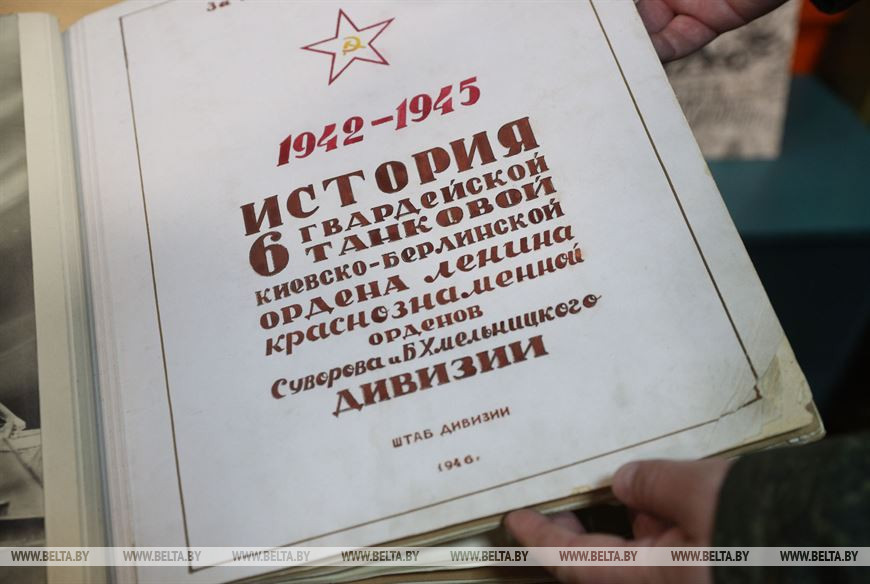 За
1942-1945
ИСТОРИЯ
6 ГВАРДЕЙСКОЙ
ТАНКОВОЙ
КИЕВСКО-БЕРЛИНСКОЙ
ОРДЕНА ЛЕНИНА
КРАСНОЗНАМЕННОЙ
ОРДЕНОВ
СУВОРОВА и Б.ХМЕЛЬНИЦКОГО
ДИВИЗИИ
ШТАБ ДИВИЗИИ
1946г.
WWW.BELTA.BY WWW.BELTA.BY WWW.BELTA.BY WWW.BELTA.BY WWW.BELTA.BY WWW.BELTA.BY WWW.BELTA.BY WWW.BELTA.BY